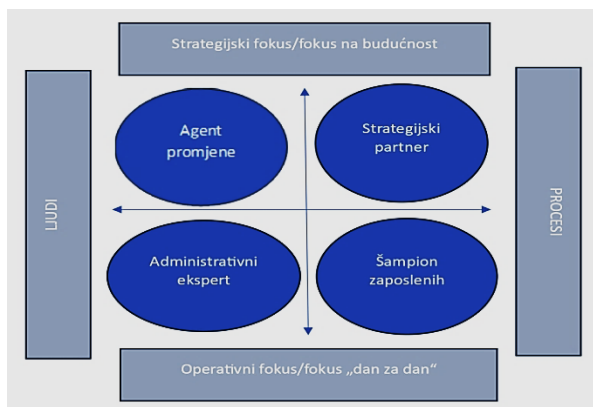 Strategijski fokus/fokus na budućnost
Agent
promjene
Strategijski
partner
LJUDI
PROCESI
Administrativni
ekspert
Šampion
zaposlenih
Operativni fokus/fokus „dan za dan“